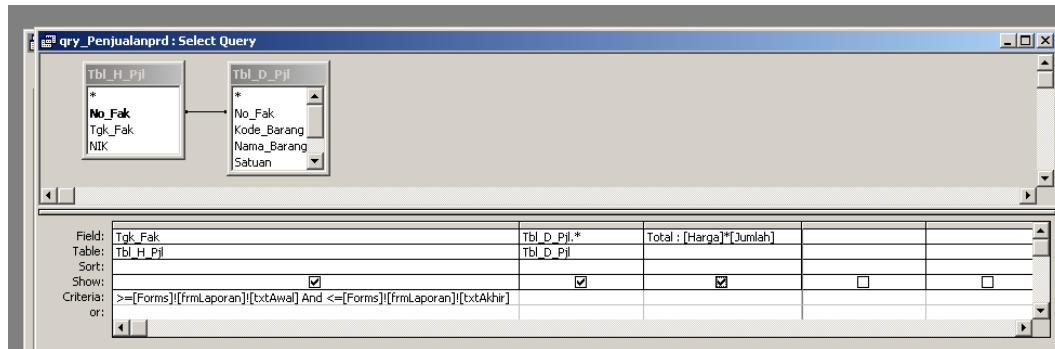 qry_Penjualanprd : Select Query
Tbl_H_Pjl
*
No_Fak
Tgk_Fak
NIK
Tbl_D_Pjl
*
No_Fak
Kode_Barang
Nama_Barang
Satuan
Field: Tgk_Fak Tbl_D_Pjl.* Total : [Harga]*[Jumlah]
Table: Tbl_H_Pjl Tbl_D_Pjl
Sort:
Show:
Criteria: >=[Forms]![frmLaporan]![txtAwal] And <=[Forms]![frmLaporan]![txtAkhir]
or: